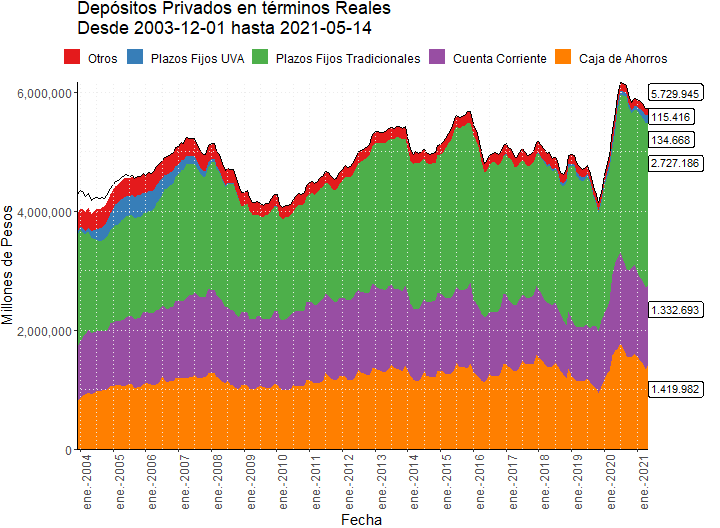 Depósitos Privados en términos Reales
Desde 2003-12-01 hasta 2021-05-14
Otros Plazos Fijos UVA Plazos Fijos Tradicionales Cuenta Corriente Caja de Ahorros
Millones de Pesos
6,000,000
4,000,000
2,000,000
0
5.729.945
115.416
134.668
2.727.186
1.332.693
1.419.982
ene.-2004
ene.-2005
ene.-2006
ene.-2007
ene.-2008
ene.-2009
ene.-2010
ene.-2011
ene.-2012
ene.-2013
ene.-2014
ene.-2015
ene.-2016
ene.-2017
ene.-2018
ene.-2019
ene.-2020
ene.-2021
Fecha